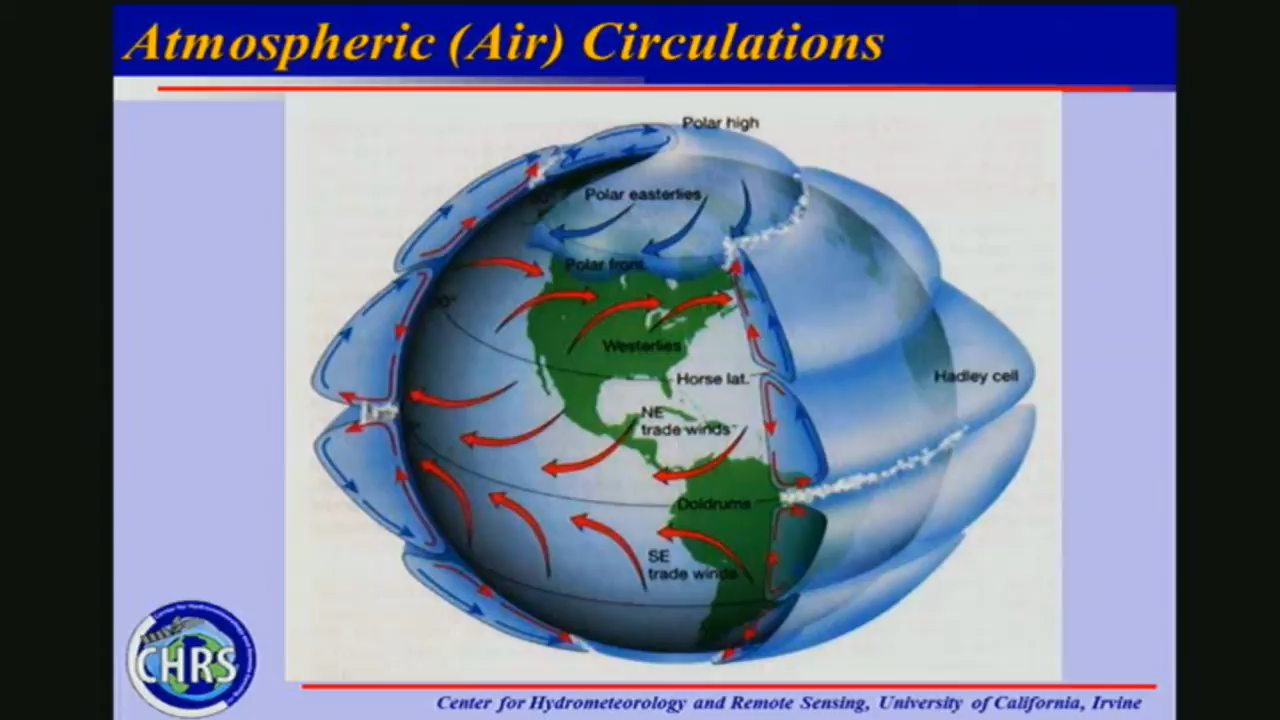 Atmospheric (Air) Circulations
Polar high
Polar easterlies
Polar front
Westerlies
Horse lat.
Hadley cell
NE
trade winds
Doldrums
SE
trade winds
CHRS
Center for Hydrometeorology and Remote Sensing, University of California, Irvine